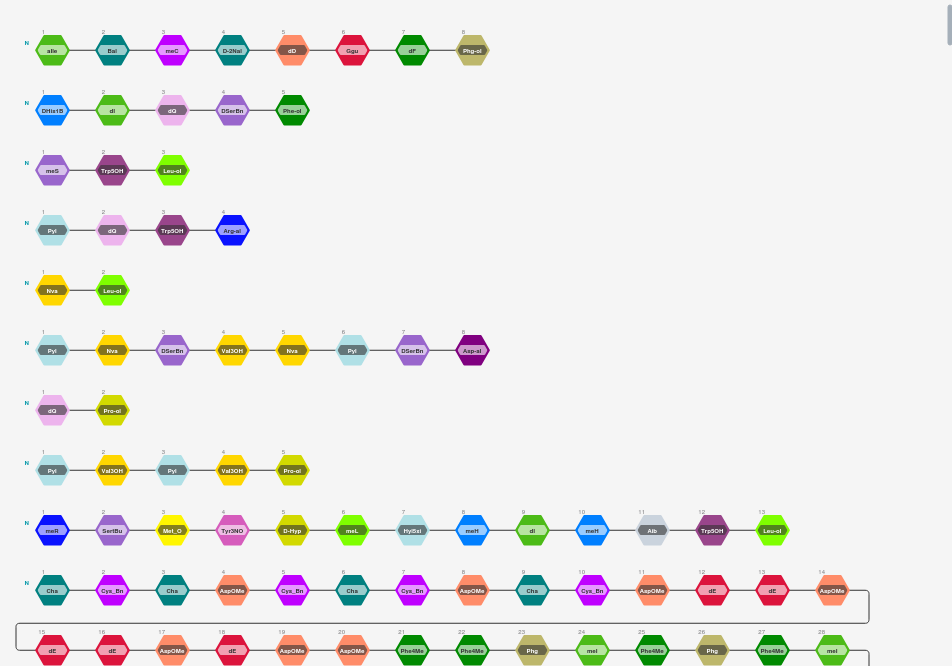 1 2 3 4 5 6 7 8
N aIle Bal meC D-2Nal dD Ggu dF Phg-ol
1 2 3 4 5
N DHis1B dI dQ DSerBn Phe-ol
1 2 3
N meS Trp5OH Leu-ol
1 2 3 4
N Pyl dQ Trp5OH Arg-al
1 2
N Nva Leu-ol
1 2 3 4 5 6 7 8
N Pyl Nva DSerBn Val3OH Nva Pyl DSerBn Asp-al
1 2
N dQ Pro-ol
1 2 3 4 5
N Pyl Val3OH Pyl Val3OH Pro-ol
1 2 3 4 5 6 7 8 9 10 11 12 13
N meR SertBu Met_O Tyr3NO D-Hyp meL Hyl5xi meH dI meH Aib Trp5OH Leu-ol
1 2 3 4 5 6 7 8 9 10 11 12 13 14
N Cha Cys_Bn Cha AspOMe Cys_Bn Cha Cys_Bn AspOMe Cha Cys_Bn AspOMe dE dE AspOMe
15 16 17 18 19 20 21 22 23 24 25 26 27 28
dE dE AspOMe dE AspOMe AspOMe Phe4Me Phe4Me Phg meI Phe4Me Phg Phe4Me meI